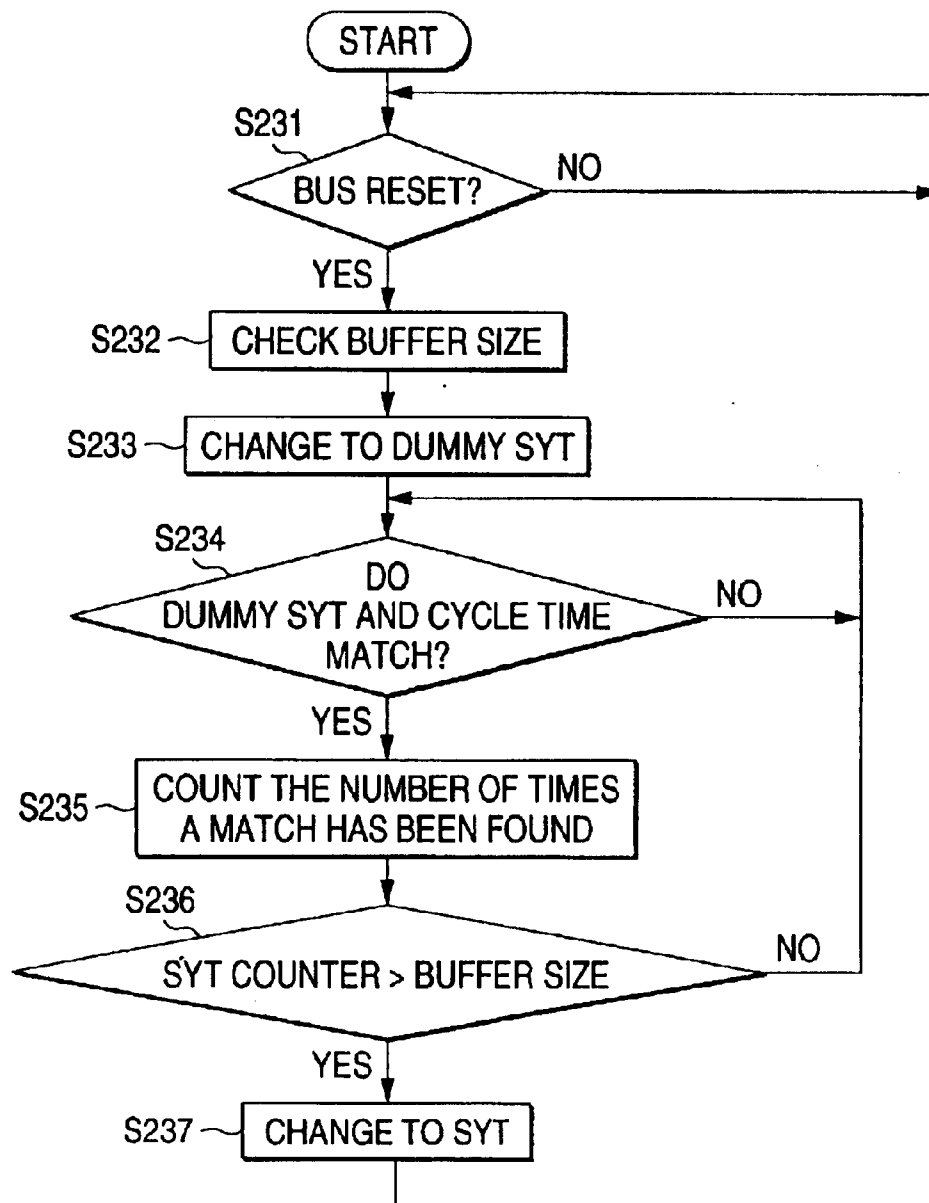 START
S231
BUS RESET?
NO
YES
S232
CHECK BUFFER SIZE
S233
CHANGE TO DUMMY SYT
S234
DO
DUMMY SYT AND CYCLE TIME
MATCH?
NO
YES
S235
COUNT THE NUMBER OF TIMES
A MATCH HAS BEEN FOUND
S236
SYT COUNTER > BUFFER SIZE
NO
YES
S237
CHANGE TO SYT